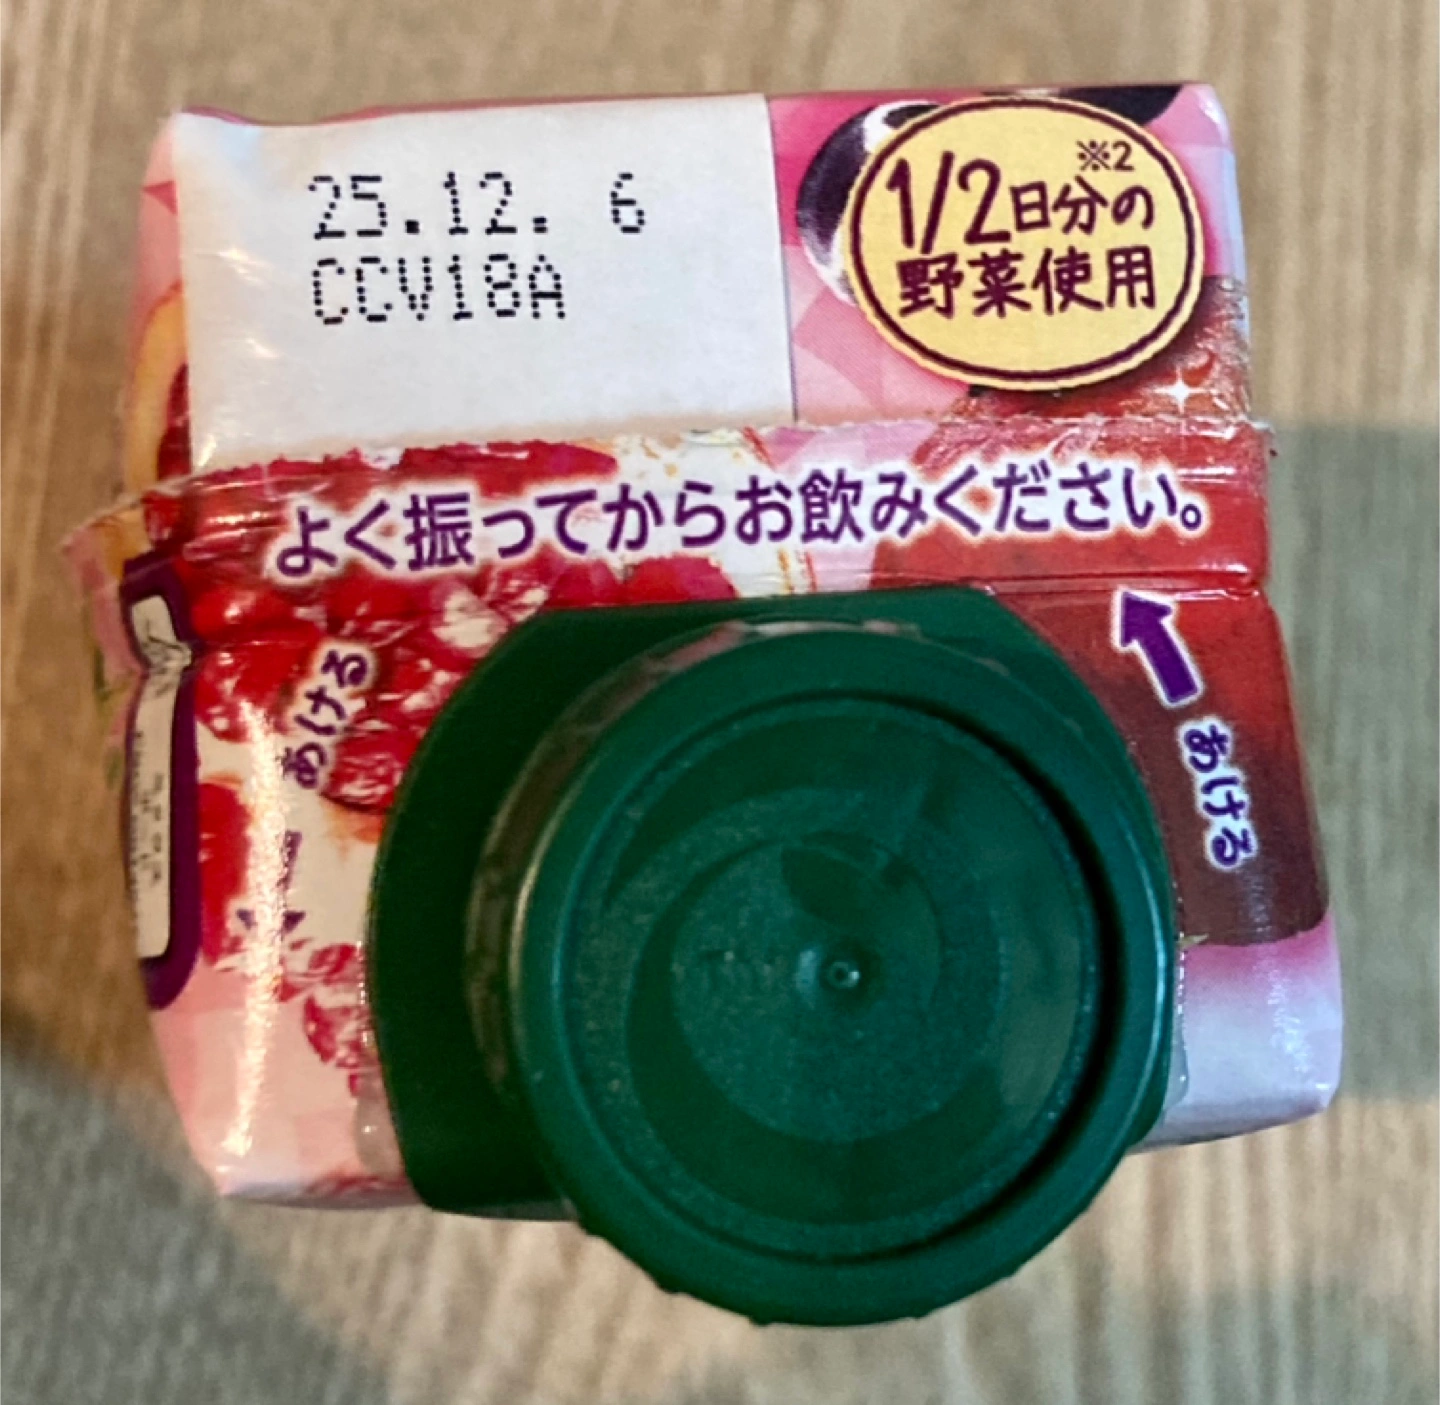 25.12. 6
CCV18A
※2
1/2日分の
野菜使用
よく振ってからお飲みください。
あける
あける